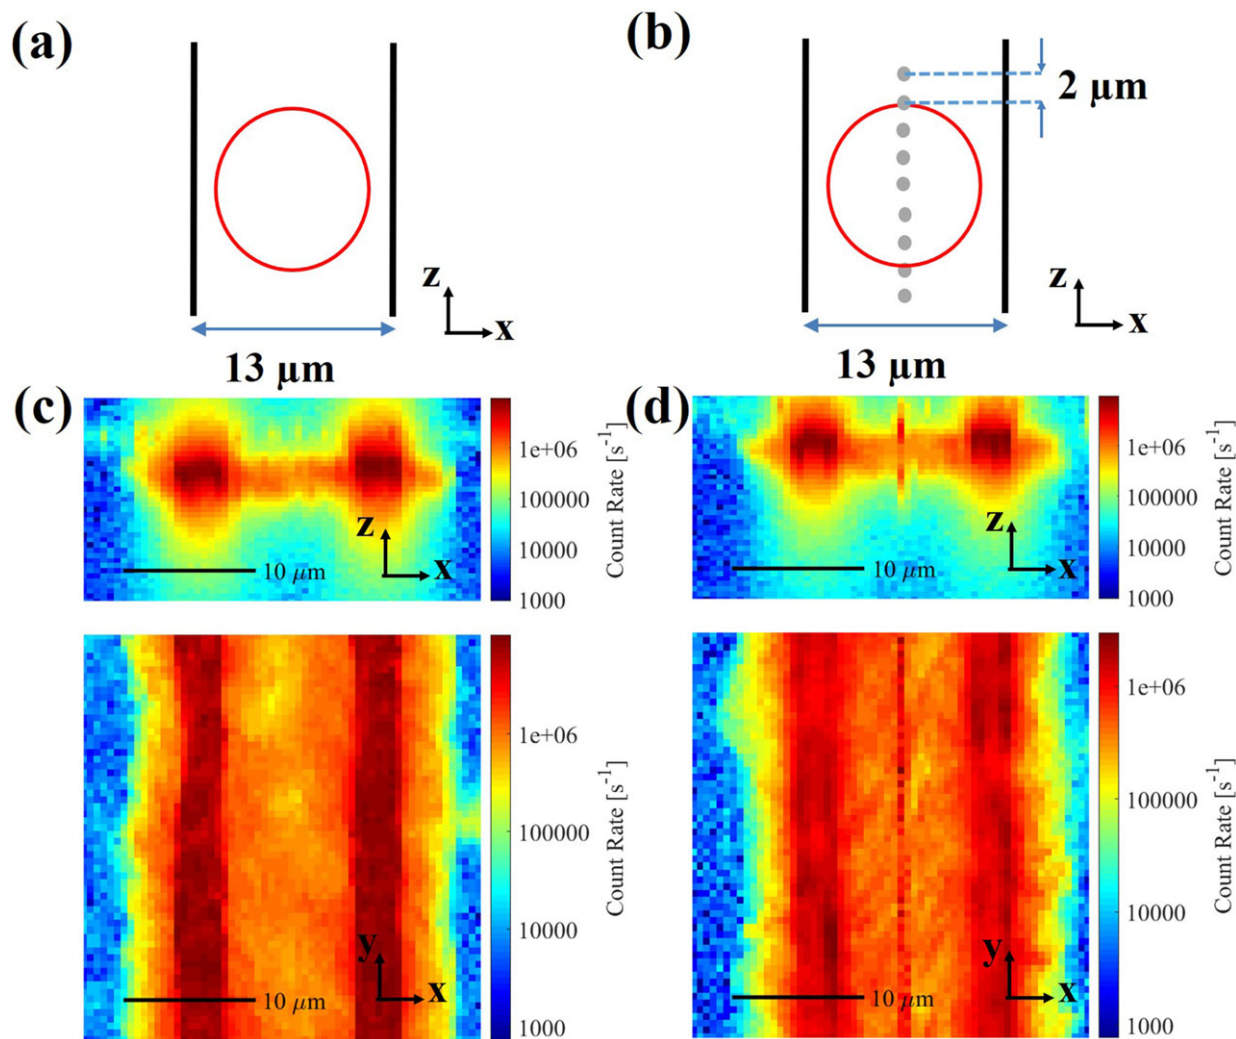 (a)
z
x
13 µm
(b)
2 µm
z
x
13 µm
(c)
1e+06
100000
10000
1000
Count Rate [s⁻¹]
z
x
10 µm
(d)
1e+06
100000
10000
1000
Count Rate [s⁻¹]
z
x
10 µm
1e+06
100000
10000
1000
Count Rate [s⁻¹]
y
x
10 µm
1e+06
100000
10000
1000
Count Rate [s⁻¹]
y
x
10 µm